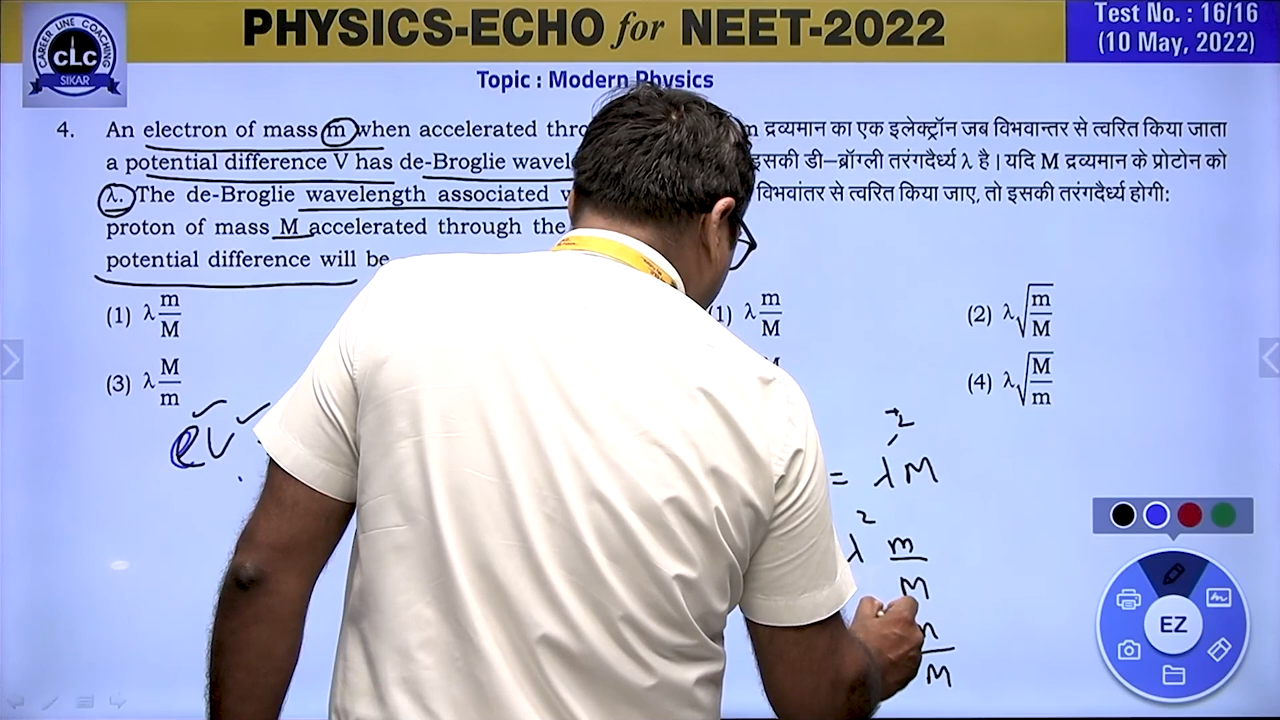 PHYSICS-ECHO for NEET-2022
Test No. : 16/16
(10 May, 2022)
CAREER LINE COACHING
CLC
SIKAR
Topic : Modern Physics
4. An electron of mass m when accelerated
a potential difference V has de-Broglie
λ. The de-Broglie wavelength associated
proton of mass M accelerated through the
potential difference will be
(1) λ m/M
(3) λ M/m
द्रव्यमान का एक इलेक्ट्रॉन जब विभवान्तर से त्वरित किया जाता
इसकी डी–ब्रॉग्ली तरंगदैर्ध्य λ है। यदि M द्रव्यमान के प्रोटोन को
विभवांतर से त्वरित किया जाए, तो इसकी तरंगदैर्ध्य होगी:
(1) λ m/M
(2) λ√(m/M)
(4) λ√(M/m)
eV
= λ'² M
λ² m/M
M
EZ